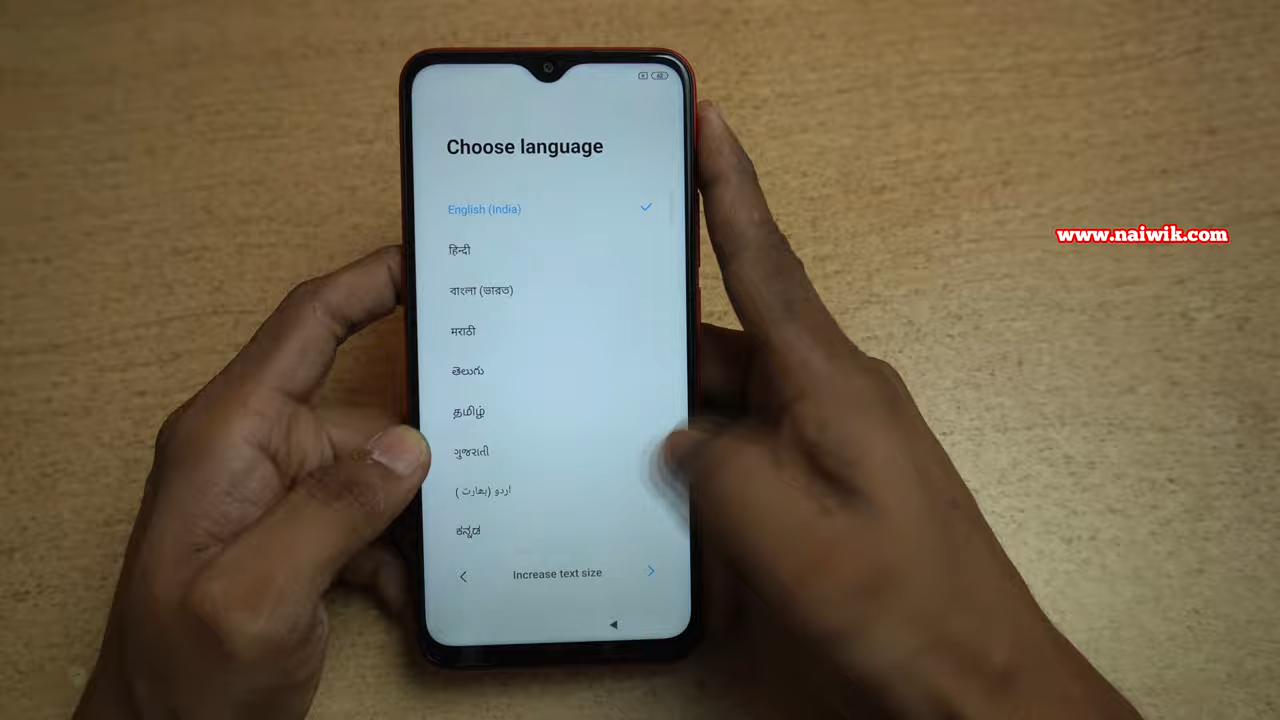 Choose language
English (India)
हिन्दी
বাংলা (ভারত)
मराठी
తెలుగు
தமிழ்
ગુજરાતી
اردو (بھارت)
ಕನ್ನಡ
Increase text size
www.naiwik.com